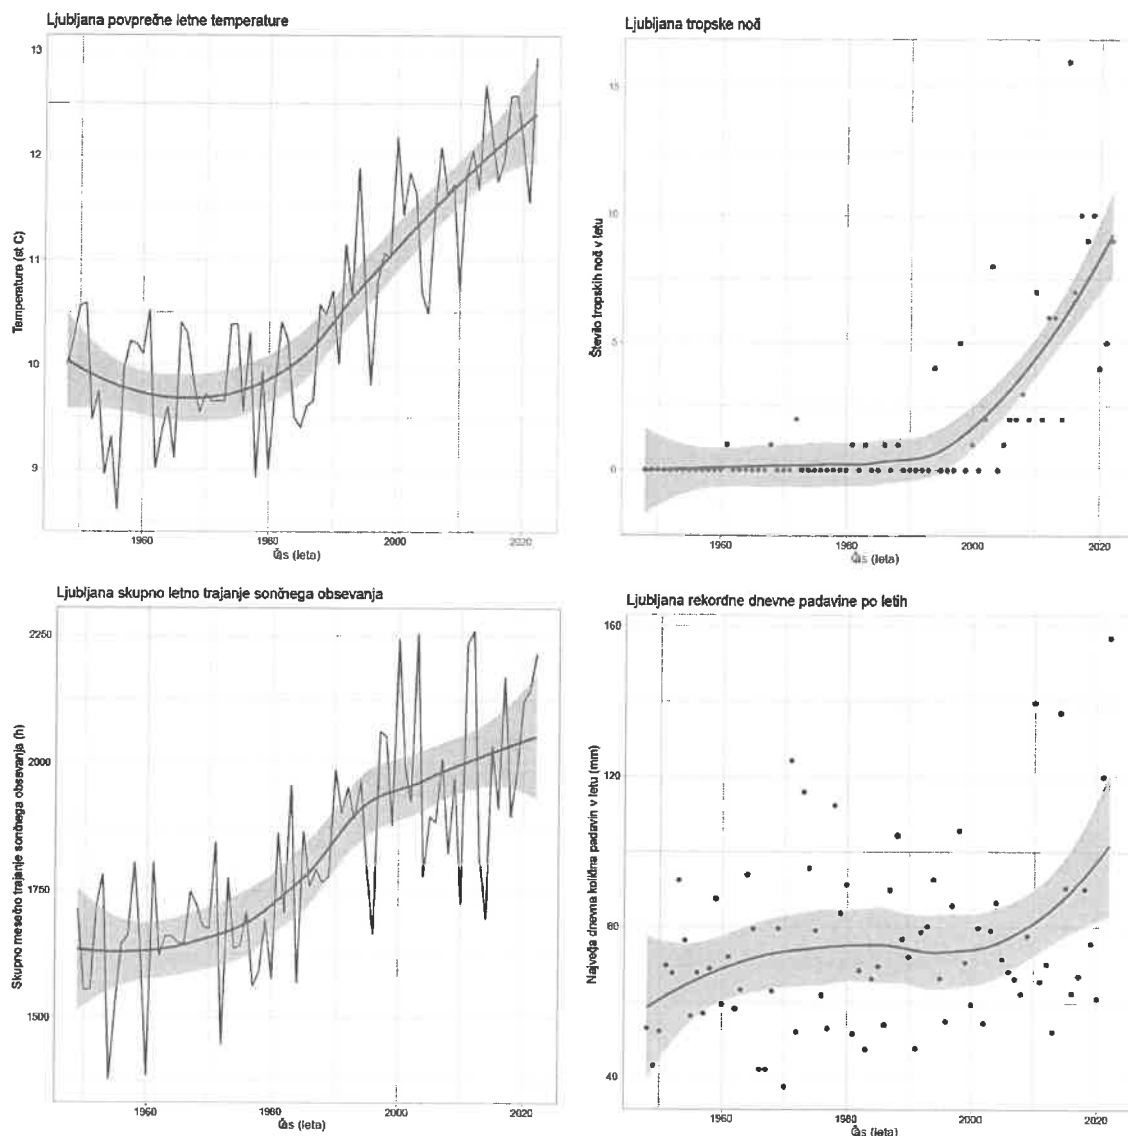 Ljubljana povprečne letne temperature
Temperatura (st C)
13
12
11
10
9
1960
1980
2000
2020
Čas (leta)
Ljubljana tropske noči
Število tropskih noči v letu
15
10
5
0
1960
1980
2000
2020
Čas (leta)
Ljubljana skupno letno trajanje sončnega obsevanja
Skupno mesečno trajanje sončnega obsevanja (h)
2250
2000
1750
1500
1960
1980
2000
2020
Čas (leta)
Ljubljana rekordne dnevne padavine po letih
Največja dnevna količina padavin v letu (mm)
160
120
80
40
1960
1980
2000
2020
Čas (leta)